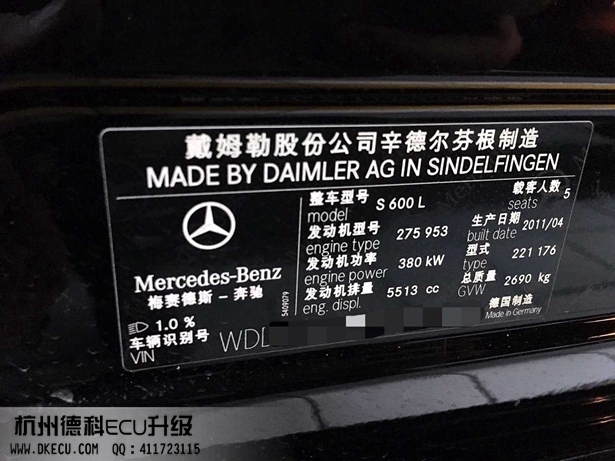 戴姆勒股份公司辛德尔芬根制造
MADE BY DAIMLER AG IN SINDELFINGEN
整车型号 S 600 L 载客人数 5
model seats
发动机型号 275 953 生产日期 2011/04
engine type built date
发动机功率 380 kW 型式 221 176
engine power type
发动机排量 5513 cc 总质量 2690 kg
eng. displ. GVW
德国制造
Made in Germany
Mercedes-Benz
梅赛德斯-奔驰
5409079
1.0 %
车辆识别号
VIN WDD
杭州德科ECU升级
WWW.DKECU.COM QQ:411723115